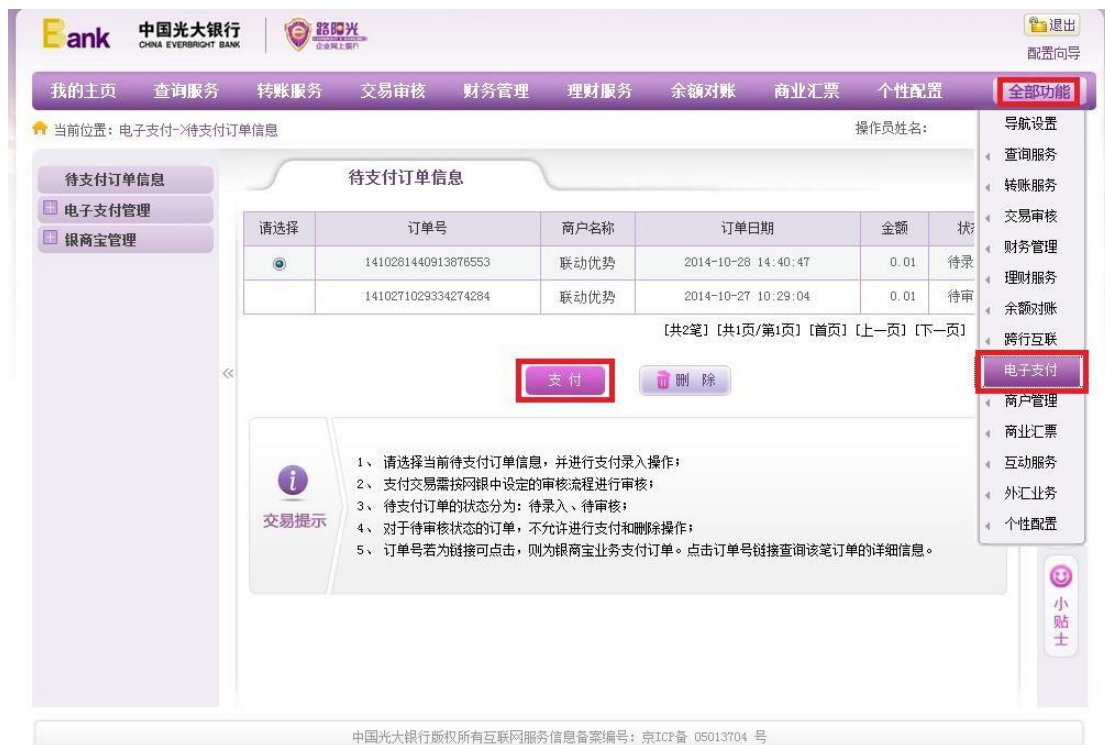 Bank 中国光大银行 CHINA EVERBRIGHT BANK 阳光 企业网上银行 退出
配置向导
我的主页 查询服务 转账服务 交易审核 财务管理 理财服务 余额对账 商业汇票 个性配置 全部功能
当前位置：电子支付->待支付订单信息 操作员姓名：
导航设置
查询服务
转账服务
交易审核
财务管理
理财服务
余额对账
跨行互联
电子支付
商户管理
商业汇票
互动服务
外汇业务
个性配置
待支付订单信息
电子支付管理
银商宝管理
待支付订单信息
请选择 订单号 商户名称 订单日期 金额
1410281440913876553 联动优势 2014-10-28 14:40:47 0.01 待录
1410271029334274284 联动优势 2014-10-27 10:29:04 0.01 待审
[共2笔] [共1页/第1页] [首页] [上一页] [下一页]
支付 删 除
交易提示
1、 请选择当前待支付订单信息，并进行支付录入操作；
2、 支付交易需按网银中设定的审核流程进行审核；
3、 待支付订单的状态分为：待录入、待审核；
4、 对于待审核状态的订单，不允许进行支付和删除操作；
5、 订单号若为链接可点击，则为银商宝业务支付订单。点击订单号链接查询该笔订单的详细信息。
小贴士
中国光大银行版权所有互联网服务信息备案编号：京ICP备 05013704 号